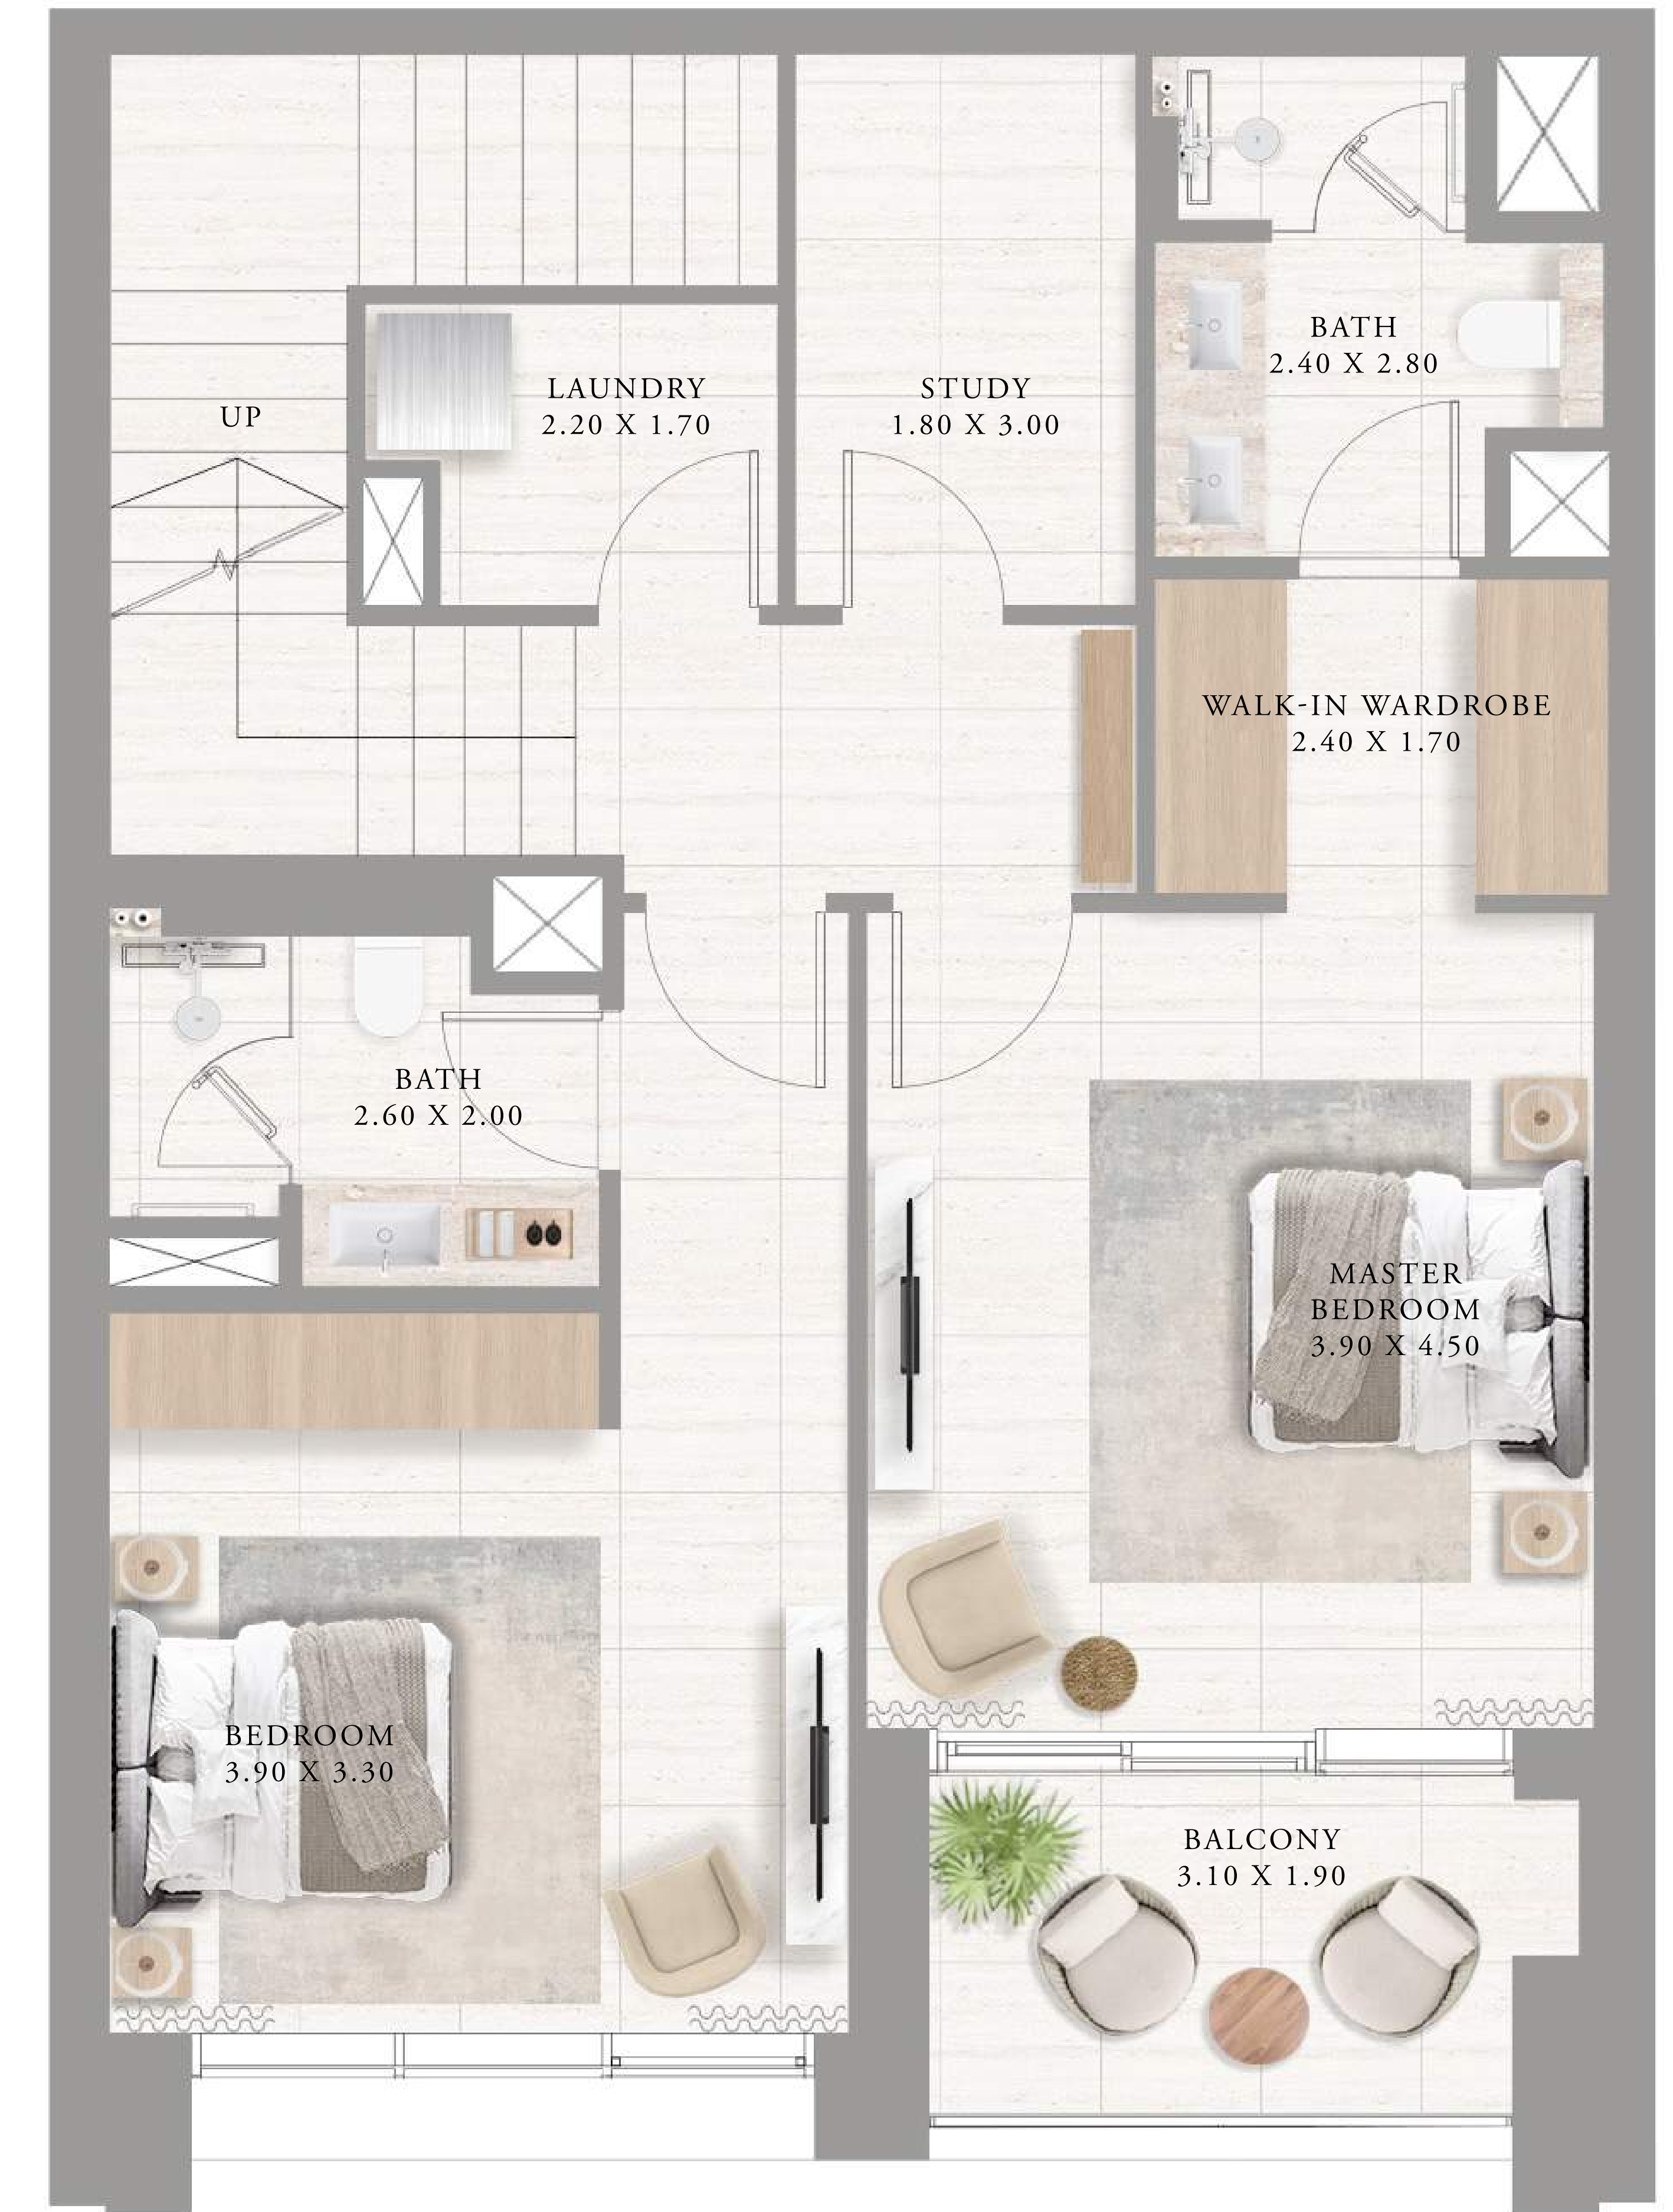 BATH
2.40 X 2.80
LAUNDRY
2.20 X 1.70
STUDY
1.80 X 3.00
UP
WALK-IN WARDROBE
2.40 X 1.70
BATH
2.60 X 2.00
MASTER
BEDROOM
3.90 X 4.50
BEDROOM
3.90 X 3.30
BALCONY
3.10 X 1.90